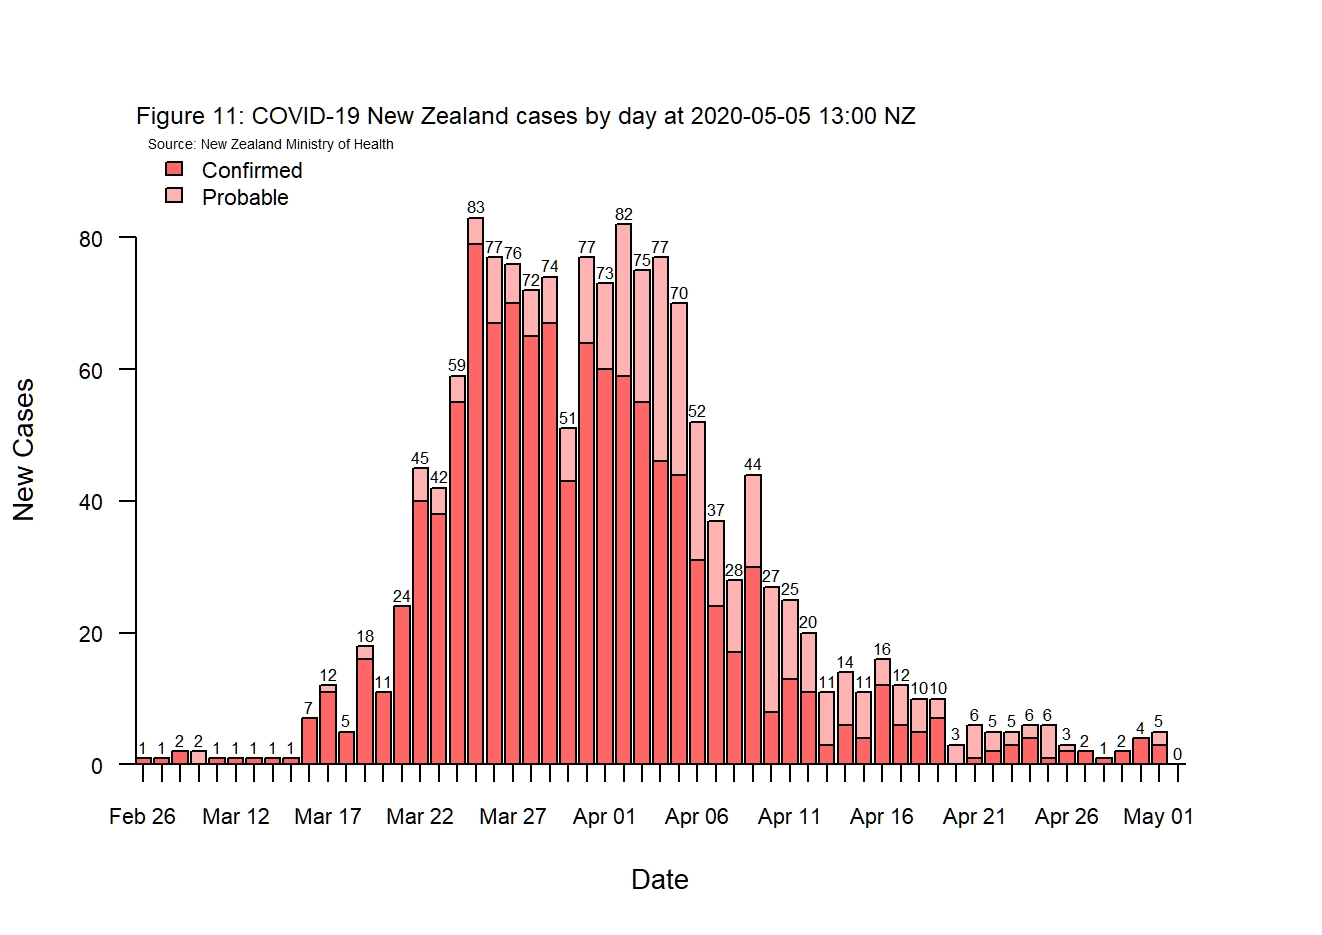 Figure 11: COVID-19 New Zealand cases by day at 2020-05-05 13:00 NZ
Source: New Zealand Ministry of Health
Confirmed
Probable
New Cases
80
60
40
20
0
1 1 2 2 1 1 1 1 1 7 12 5 18 11 24 45 42 59 83 77 76 72 74 51 77 73 82 75 77 70 52 37 28 44 27 25 20 11 14 11 16 12 10 10 3 6 5 5 6 6 3 2 1 2 4 5 0
Feb 26 Mar 12 Mar 17 Mar 22 Mar 27 Apr 01 Apr 06 Apr 11 Apr 16 Apr 21 Apr 26 May 01
Date